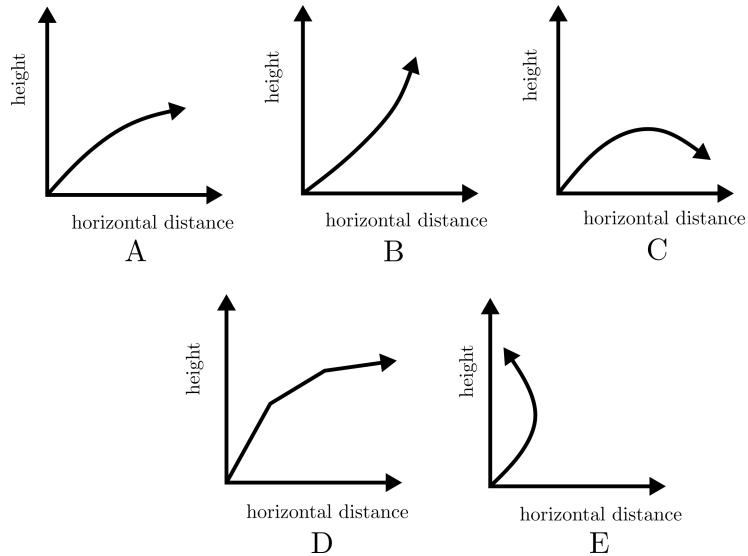 height
horizontal distance
A
height
horizontal distance
B
height
horizontal distance
C
height
horizontal distance
D
height
horizontal distance
E